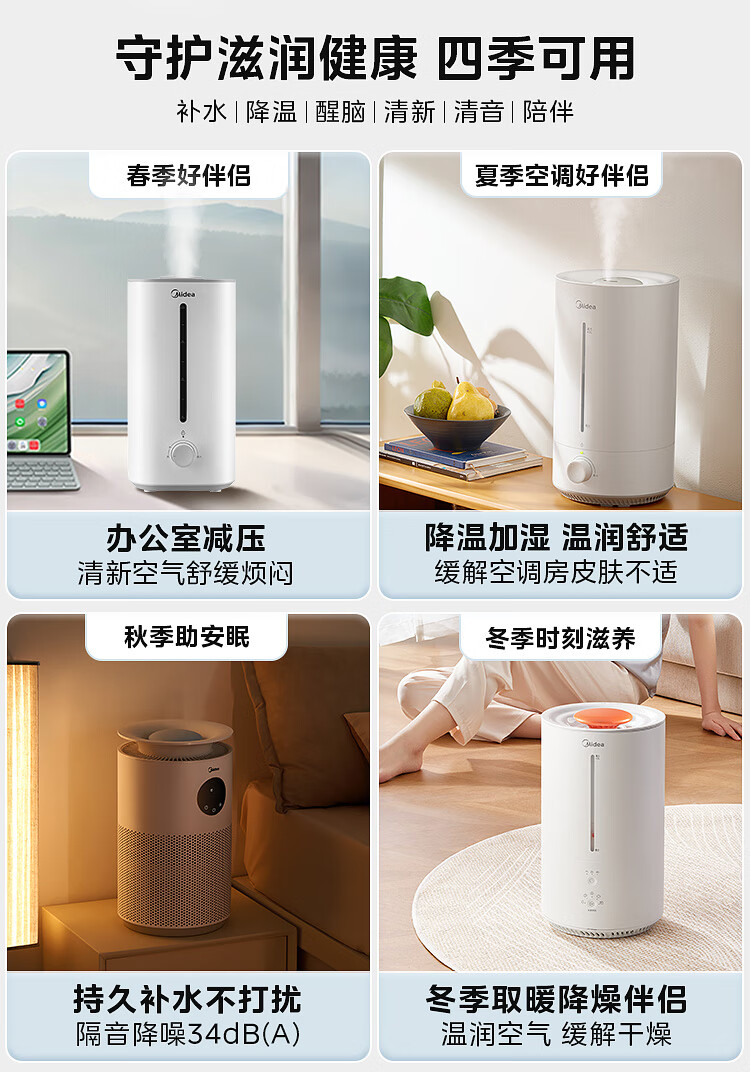 守护滋润健康 四季可用
补水|降温|醒脑|清新|清音|陪伴
春季好伴侣
Midea
办公室减压
清新空气舒缓烦闷
夏季空调好伴侣
Midea
降温加湿 温润舒适
缓解空调房皮肤不适
秋季助安眠
Midea
持久补水不打扰
隔音降噪34dB(A)
冬季时刻滋养
Midea
冬季取暖降燥伴侣
温润空气 缓解干燥